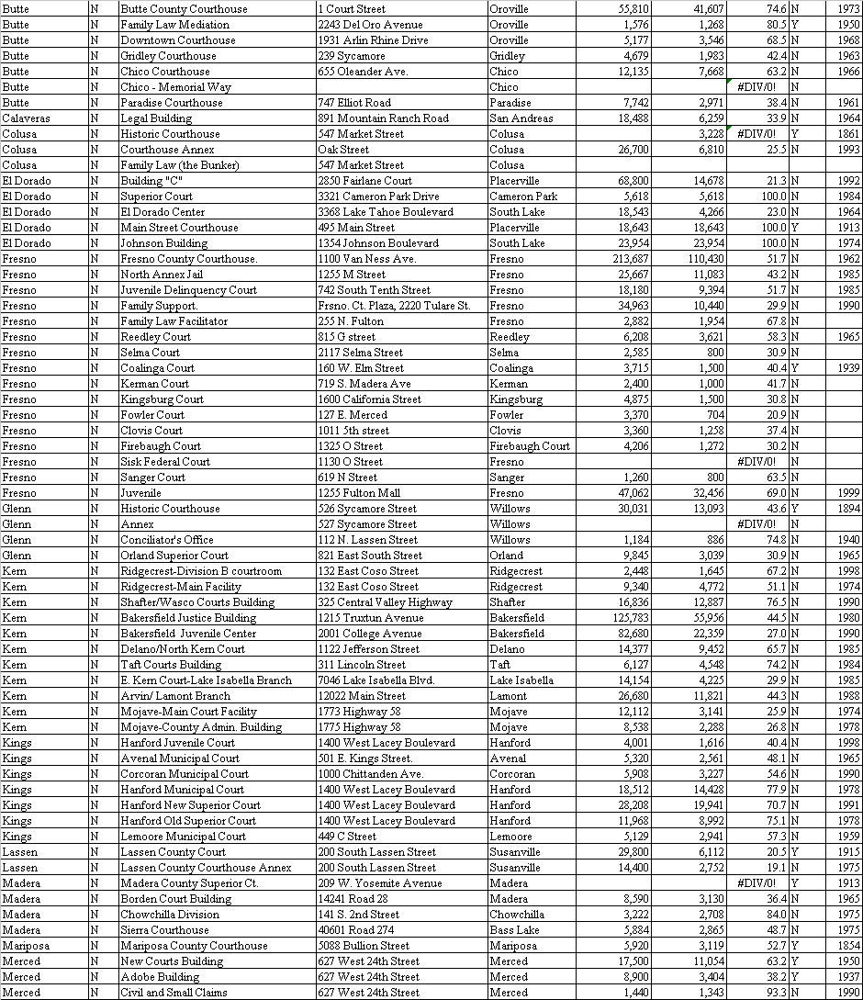 Butte N Butte County Courthouse 1 Court Street Oroville 55,810 41,607 74.6 N 1973
Butte N Family Law Mediation 2243 Del Oro Avenue Oroville 1,576 1,268 80.5 Y 1950
Butte N Downtown Courthouse 1931 Arlin Rhine Drive Oroville 5,177 3,546 68.5 N 1968
Butte N Gridley Courthouse 239 Sycamore Gridley 4,679 1,983 42.4 N 1963
Butte N Chico Courthouse 655 Oleander Ave. Chico 12,135 7,668 63.2 N 1966
Butte N Chico - Memorial Way Chico #DIV/0! N
Butte N Paradise Courthouse 747 Elliot Road Paradise 7,742 2,971 38.4 N 1961
Calaveras N Legal Building 891 Mountain Ranch Road San Andreas 18,488 6,259 33.9 N 1964
Colusa N Historic Courthouse 547 Market Street Colusa 3,228 #DIV/0! Y 1861
Colusa N Courthouse Annex Oak Street Colusa 26,700 6,810 25.5 N 1993
Colusa N Family Law (the Bunker) 547 Market Street Colusa
El Dorado N Building "C" 2850 Fairlane Court Placerville 68,800 14,678 21.3 N 1992
El Dorado N Superior Court 3321 Cameron Park Drive Cameron Park 5,618 5,618 100.0 N 1984
El Dorado N El Dorado Center 3368 Lake Tahoe Boulevard South Lake 18,543 4,266 23.0 N 1964
El Dorado N Main Street Courthouse 495 Main Street Placerville 18,643 18,643 100.0 Y 1913
El Dorado N Johnson Building 1354 Johnson Boulevard South Lake 23,954 23,954 100.0 N 1974
Fresno N Fresno County Courthouse. 1100 Van Ness Ave. Fresno 213,687 110,430 51.7 N 1962
Fresno N North Annex Jail 1255 M Street Fresno 25,667 11,083 43.2 N 1985
Fresno N Juvenile Delinquency Court 742 South Tenth Street Fresno 18,180 9,394 51.7 N 1985
Fresno N Family Support. Frsno. Ct. Plaza, 2220 Tulare St. Fresno 34,963 10,440 29.9 N 1990
Fresno N Family Law Facilitator 255 N. Fulton Fresno 2,882 1,954 67.8 N
Fresno N Reedley Court 815 G street Reedley 6,208 3,621 58.3 N 1965
Fresno N Selma Court 2117 Selma Street Selma 2,585 800 30.9 N
Fresno N Coalinga Court 160 W. Elm Street Coalinga 3,715 1,500 40.4 Y 1939
Fresno N Kerman Court 719 S. Madera Ave Kerman 2,400 1,000 41.7 N
Fresno N Kingsburg Court 1600 California Street Kingsburg 4,875 1,500 30.8 N
Fresno N Fowler Court 127 E. Merced Fowler 3,370 704 20.9 N
Fresno N Clovis Court 1011 5th street Clovis 3,360 1,258 37.4 N
Fresno N Firebaugh Court 1325 O Street Firebaugh Court 4,206 1,272 30.2 N
Fresno N Sisk Federal Court 1130 O Street Fresno #DIV/0! N
Fresno N Sanger Court 619 N Street Sanger 1,260 800 63.5 N
Fresno N Juvenile 1255 Fulton Mall Fresno 47,062 32,456 69.0 N 1999
Glenn N Historic Courthouse 526 Sycamore Street Willows 30,031 13,093 43.6 Y 1894
Glenn N Annex 527 Sycamore Street Willows #DIV/0! N
Glenn N Conciliator's Office 112 N. Lassen Street Willows 1,184 886 74.8 N 1940
Glenn N Orland Superior Court 821 East South Street Orland 9,845 3,039 30.9 N 1965
Kern N Ridgecrest-Division B courtroom 132 East Coso Street Ridgecrest 2,448 1,645 67.2 N 1998
Kern N Ridgecrest-Main Facility 132 East Coso Street Ridgecrest 9,340 4,772 51.1 N 1974
Kern N Shafter/Wasco Courts Building 325 Central Valley Highway Shafter 16,836 12,887 76.5 N 1990
Kern N Bakersfield Justice Building 1215 Truxtun Avenue Bakersfield 125,783 55,956 44.5 N 1980
Kern N Bakersfield Juvenile Center 2001 College Avenue Bakersfield 82,680 22,359 27.0 N 1990
Kern N Delano/North Kern Court 1122 Jefferson Street Delano 14,377 9,452 65.7 N 1985
Kern N Taft Courts Building 311 Lincoln Street Taft 6,127 4,548 74.2 N 1984
Kern N E. Kern Court-Lake Isabella Branch 7046 Lake Isabella Blvd. Lake Isabella 14,154 4,225 29.9 N 1985
Kern N Arvin/ Lamont Branch 12022 Main Street Lamont 26,680 11,821 44.3 N 1988
Kern N Mojave-Main Court Facility 1773 Highway 58 Mojave 12,112 3,141 25.9 N 1974
Kern N Mojave-County Admin. Building 1775 Highway 58 Mojave 8,538 2,288 26.8 N 1978
Kings N Hanford Juvenile Court 1400 West Lacey Boulevard Hanford 4,001 1,616 40.4 N 1998
Kings N Avenal Municipal Court 501 E. Kings Street. Avenal 5,320 2,561 48.1 N 1965
Kings N Corcoran Municipal Court 1000 Chittanden Ave. Corcoran 5,908 3,227 54.6 N 1990
Kings N Hanford Municipal Court 1400 West Lacey Boulevard Hanford 18,512 14,428 77.9 N 1978
Kings N Hanford New Superior Court 1400 West Lacey Boulevard Hanford 28,208 19,941 70.7 N 1991
Kings N Hanford Old Superior Court 1400 West Lacey Boulevard Hanford 11,968 8,992 75.1 N 1978
Kings N Lemoore Municipal Court 449 C Street Lemoore 5,129 2,941 57.3 N 1959
Lassen N Lassen County Court 200 South Lassen Street Susanville 29,800 6,112 20.5 Y 1915
Lassen N Lassen County Courthouse Annex 200 South Lassen Street Susanville 14,400 2,752 19.1 N 1975
Madera N Madera County Superior Ct. 209 W. Yosemite Avenue Madera #DIV/0! Y 1913
Madera N Borden Court Building 14241 Road 28 Madera 8,590 3,130 36.4 N 1965
Madera N Chowchilla Division 141 S. 2nd Street Chowchilla 3,222 2,708 84.0 N 1975
Madera N Sierra Courthouse 40601 Road 274 Bass Lake 5,884 2,865 48.7 N 1975
Mariposa N Mariposa County Courthouse 5088 Bullion Street Mariposa 5,920 3,119 52.7 Y 1854
Merced N New Courts Building 627 West 24th Street Merced 17,500 11,054 63.2 Y 1950
Merced N Adobe Building 627 West 24th Street Merced 8,900 3,404 38.2 Y 1937
Merced N Civil and Small Claims 627 West 24th Street Merced 1,440 1,343 93.3 N 1990